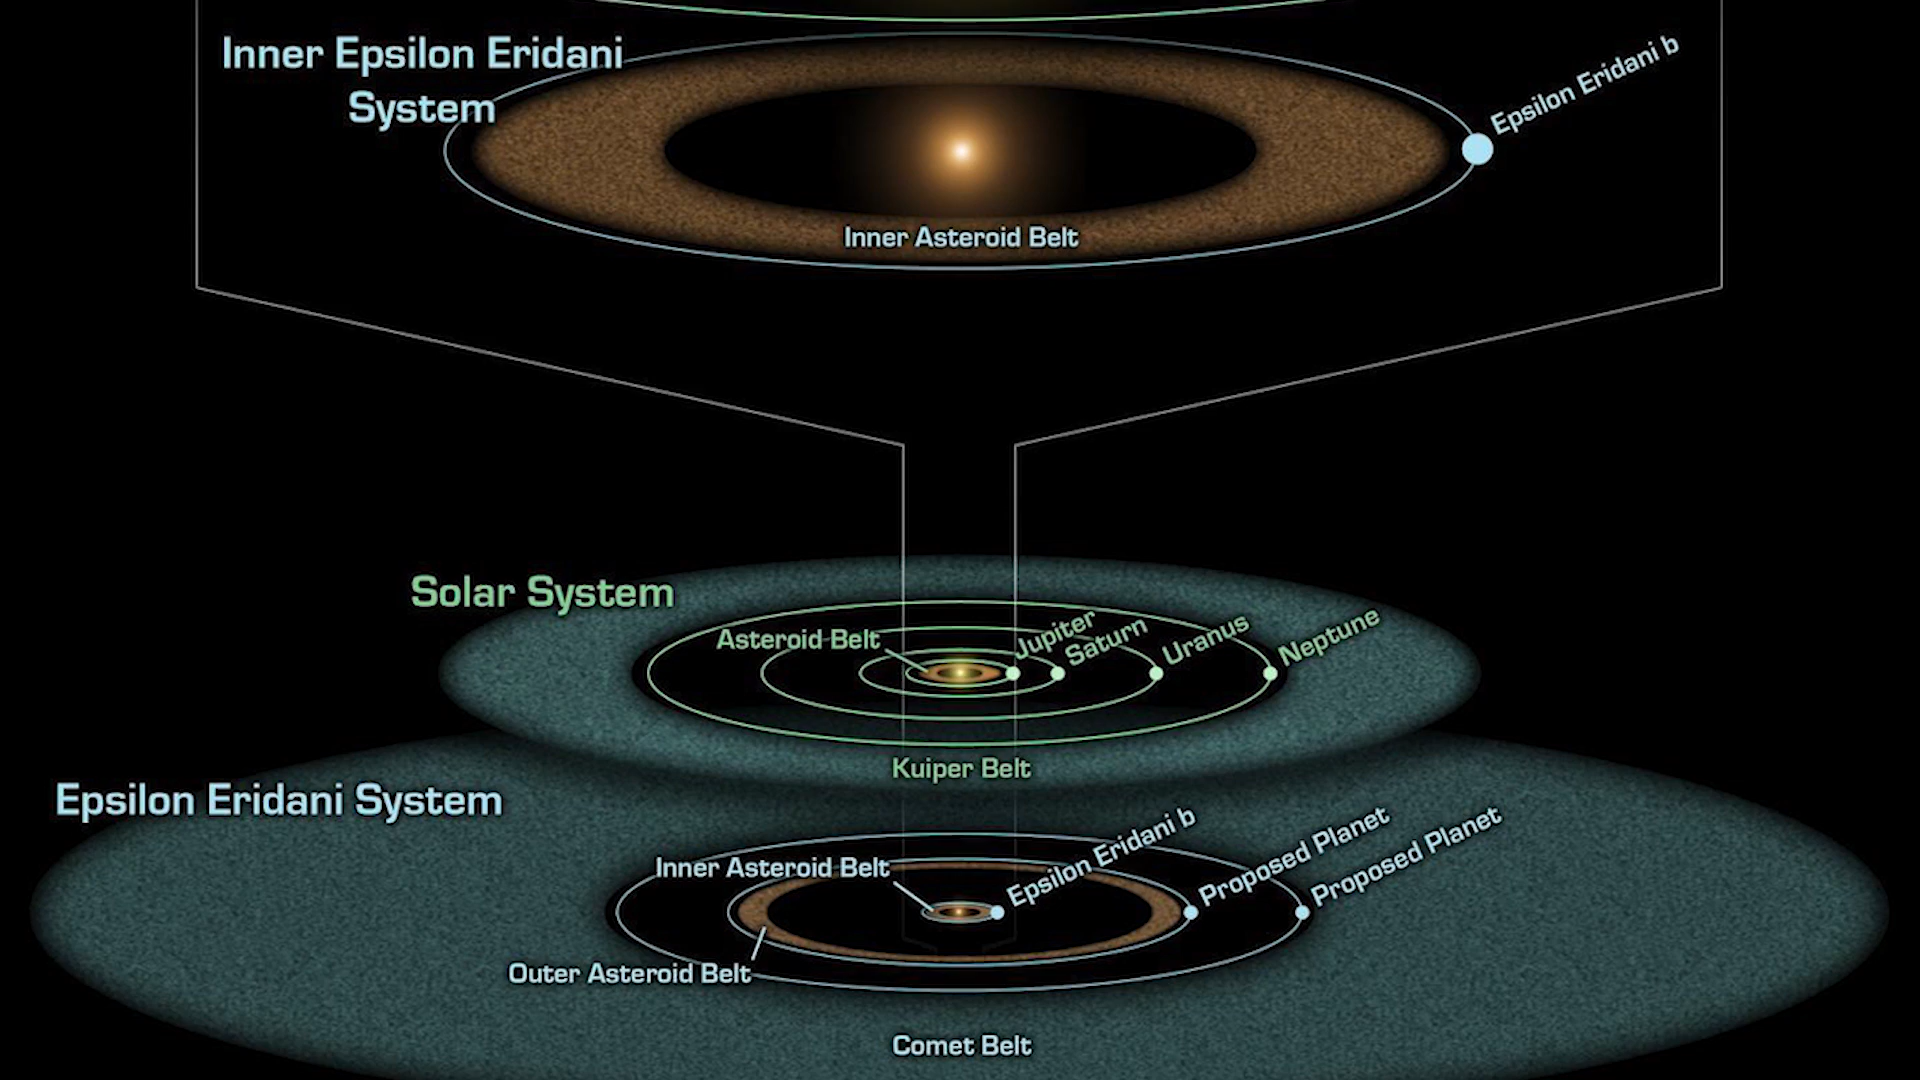 Inner Epsilon Eridani
System
Epsilon Eridani b
Inner Asteroid Belt
Solar System
Asteroid Belt
Jupiter
Saturn
Uranus
Neptune
Kuiper Belt
Epsilon Eridani System
Inner Asteroid Belt
Epsilon Eridani b
Proposed Planet
Proposed Planet
Outer Asteroid Belt
Comet Belt